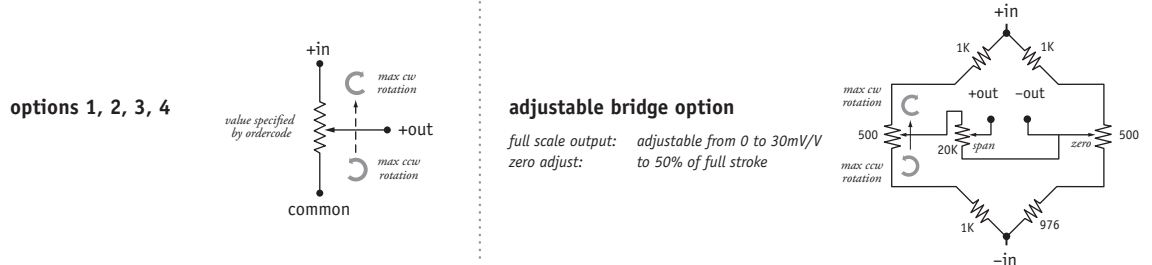 options 1, 2, 3, 4
+in
max cw
rotation
value specified
by ordercode
+out
max ccw
rotation
common
adjustable bridge option
full scale output: adjustable from 0 to 30mV/V
zero adjust: to 50% of full stroke
+in
1K 1K
max cw
rotation
+out –out
500
20K span
zero 500
max ccw
rotation
1K 976
–in